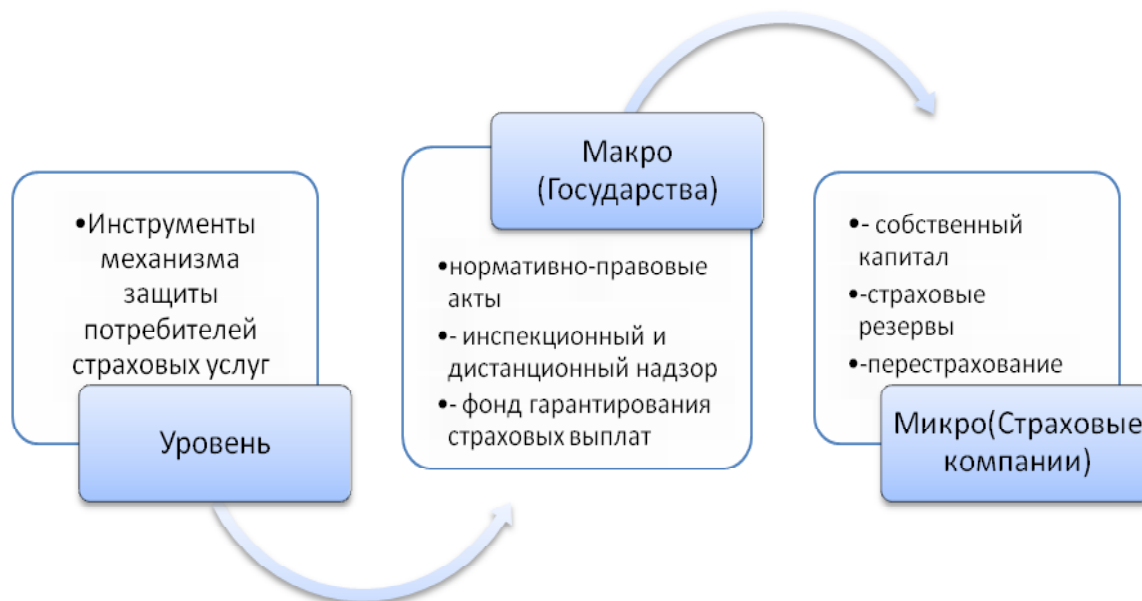 •Инструменты
механизма
защиты
потребителей
страховых услуг
Уровень
Макро
(Государства)
•нормативно-правовые
акты
•- инспекционный и
дистанционный надзор
•- фонд гарантирования
страховых выплат
•- собственный
капитал
•-страховые
резервы
•-перестрахование
Микро(Страховые
компании)